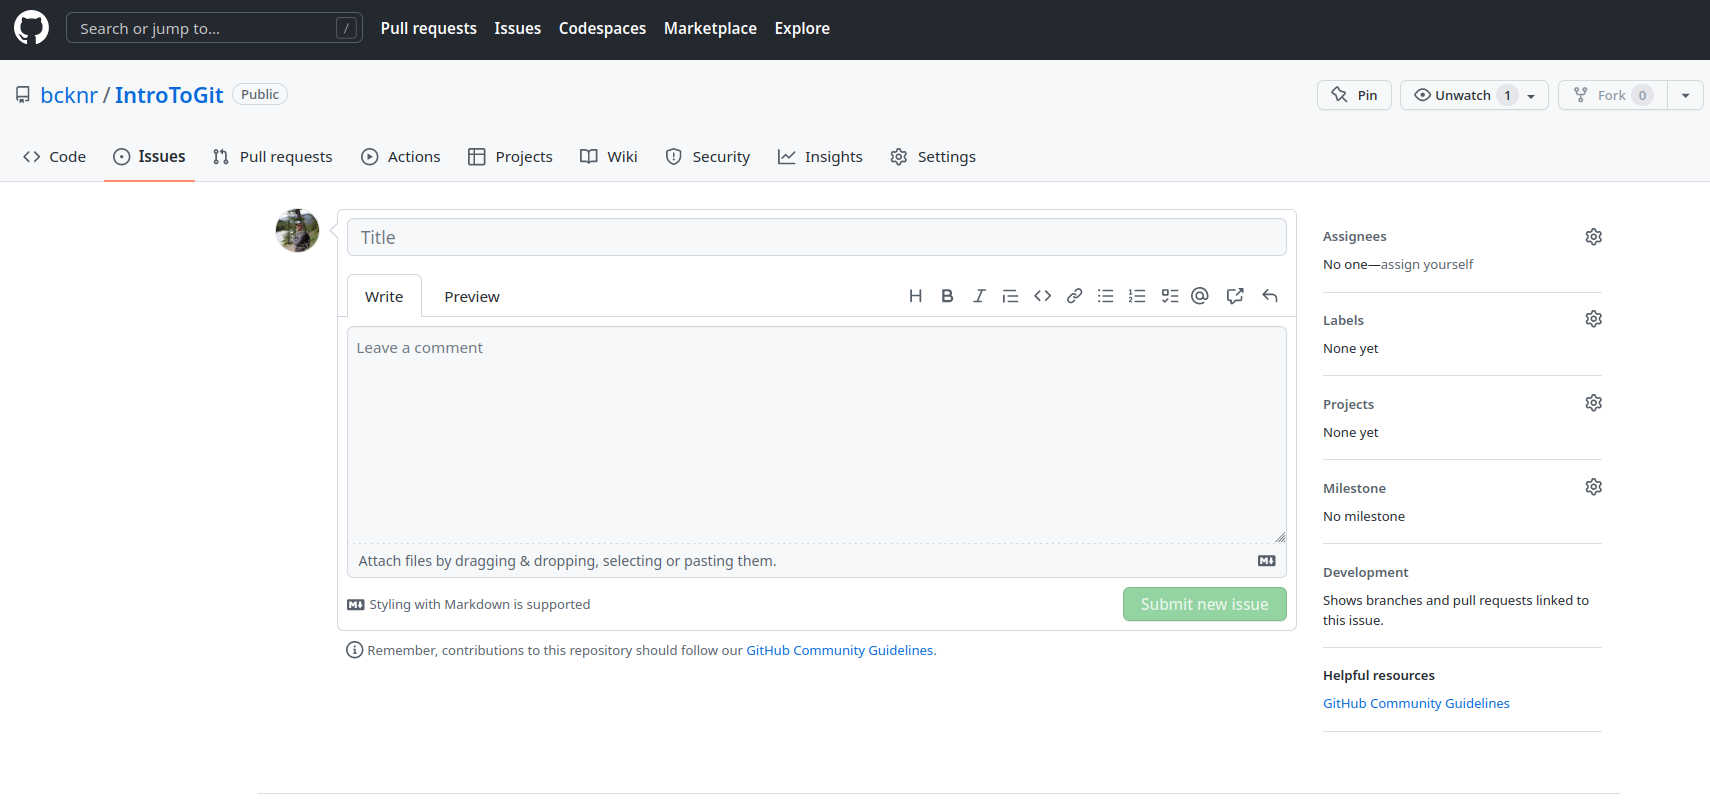 Search or jump to... /
Pull requests Issues Codespaces Marketplace Explore
bcknr / IntroToGit Public
Pin Unwatch 1 Fork 0
Code Issues Pull requests Actions Projects Wiki Security Insights Settings
Title
Write Preview
H B I
Leave a comment
Attach files by dragging & dropping, selecting or pasting them.
Styling with Markdown is supported
Submit new issue
Remember, contributions to this repository should follow our GitHub Community Guidelines.
Assignees
No one—assign yourself
Labels
None yet
Projects
None yet
Milestone
No milestone
Development
Shows branches and pull requests linked to
this issue.
Helpful resources
GitHub Community Guidelines